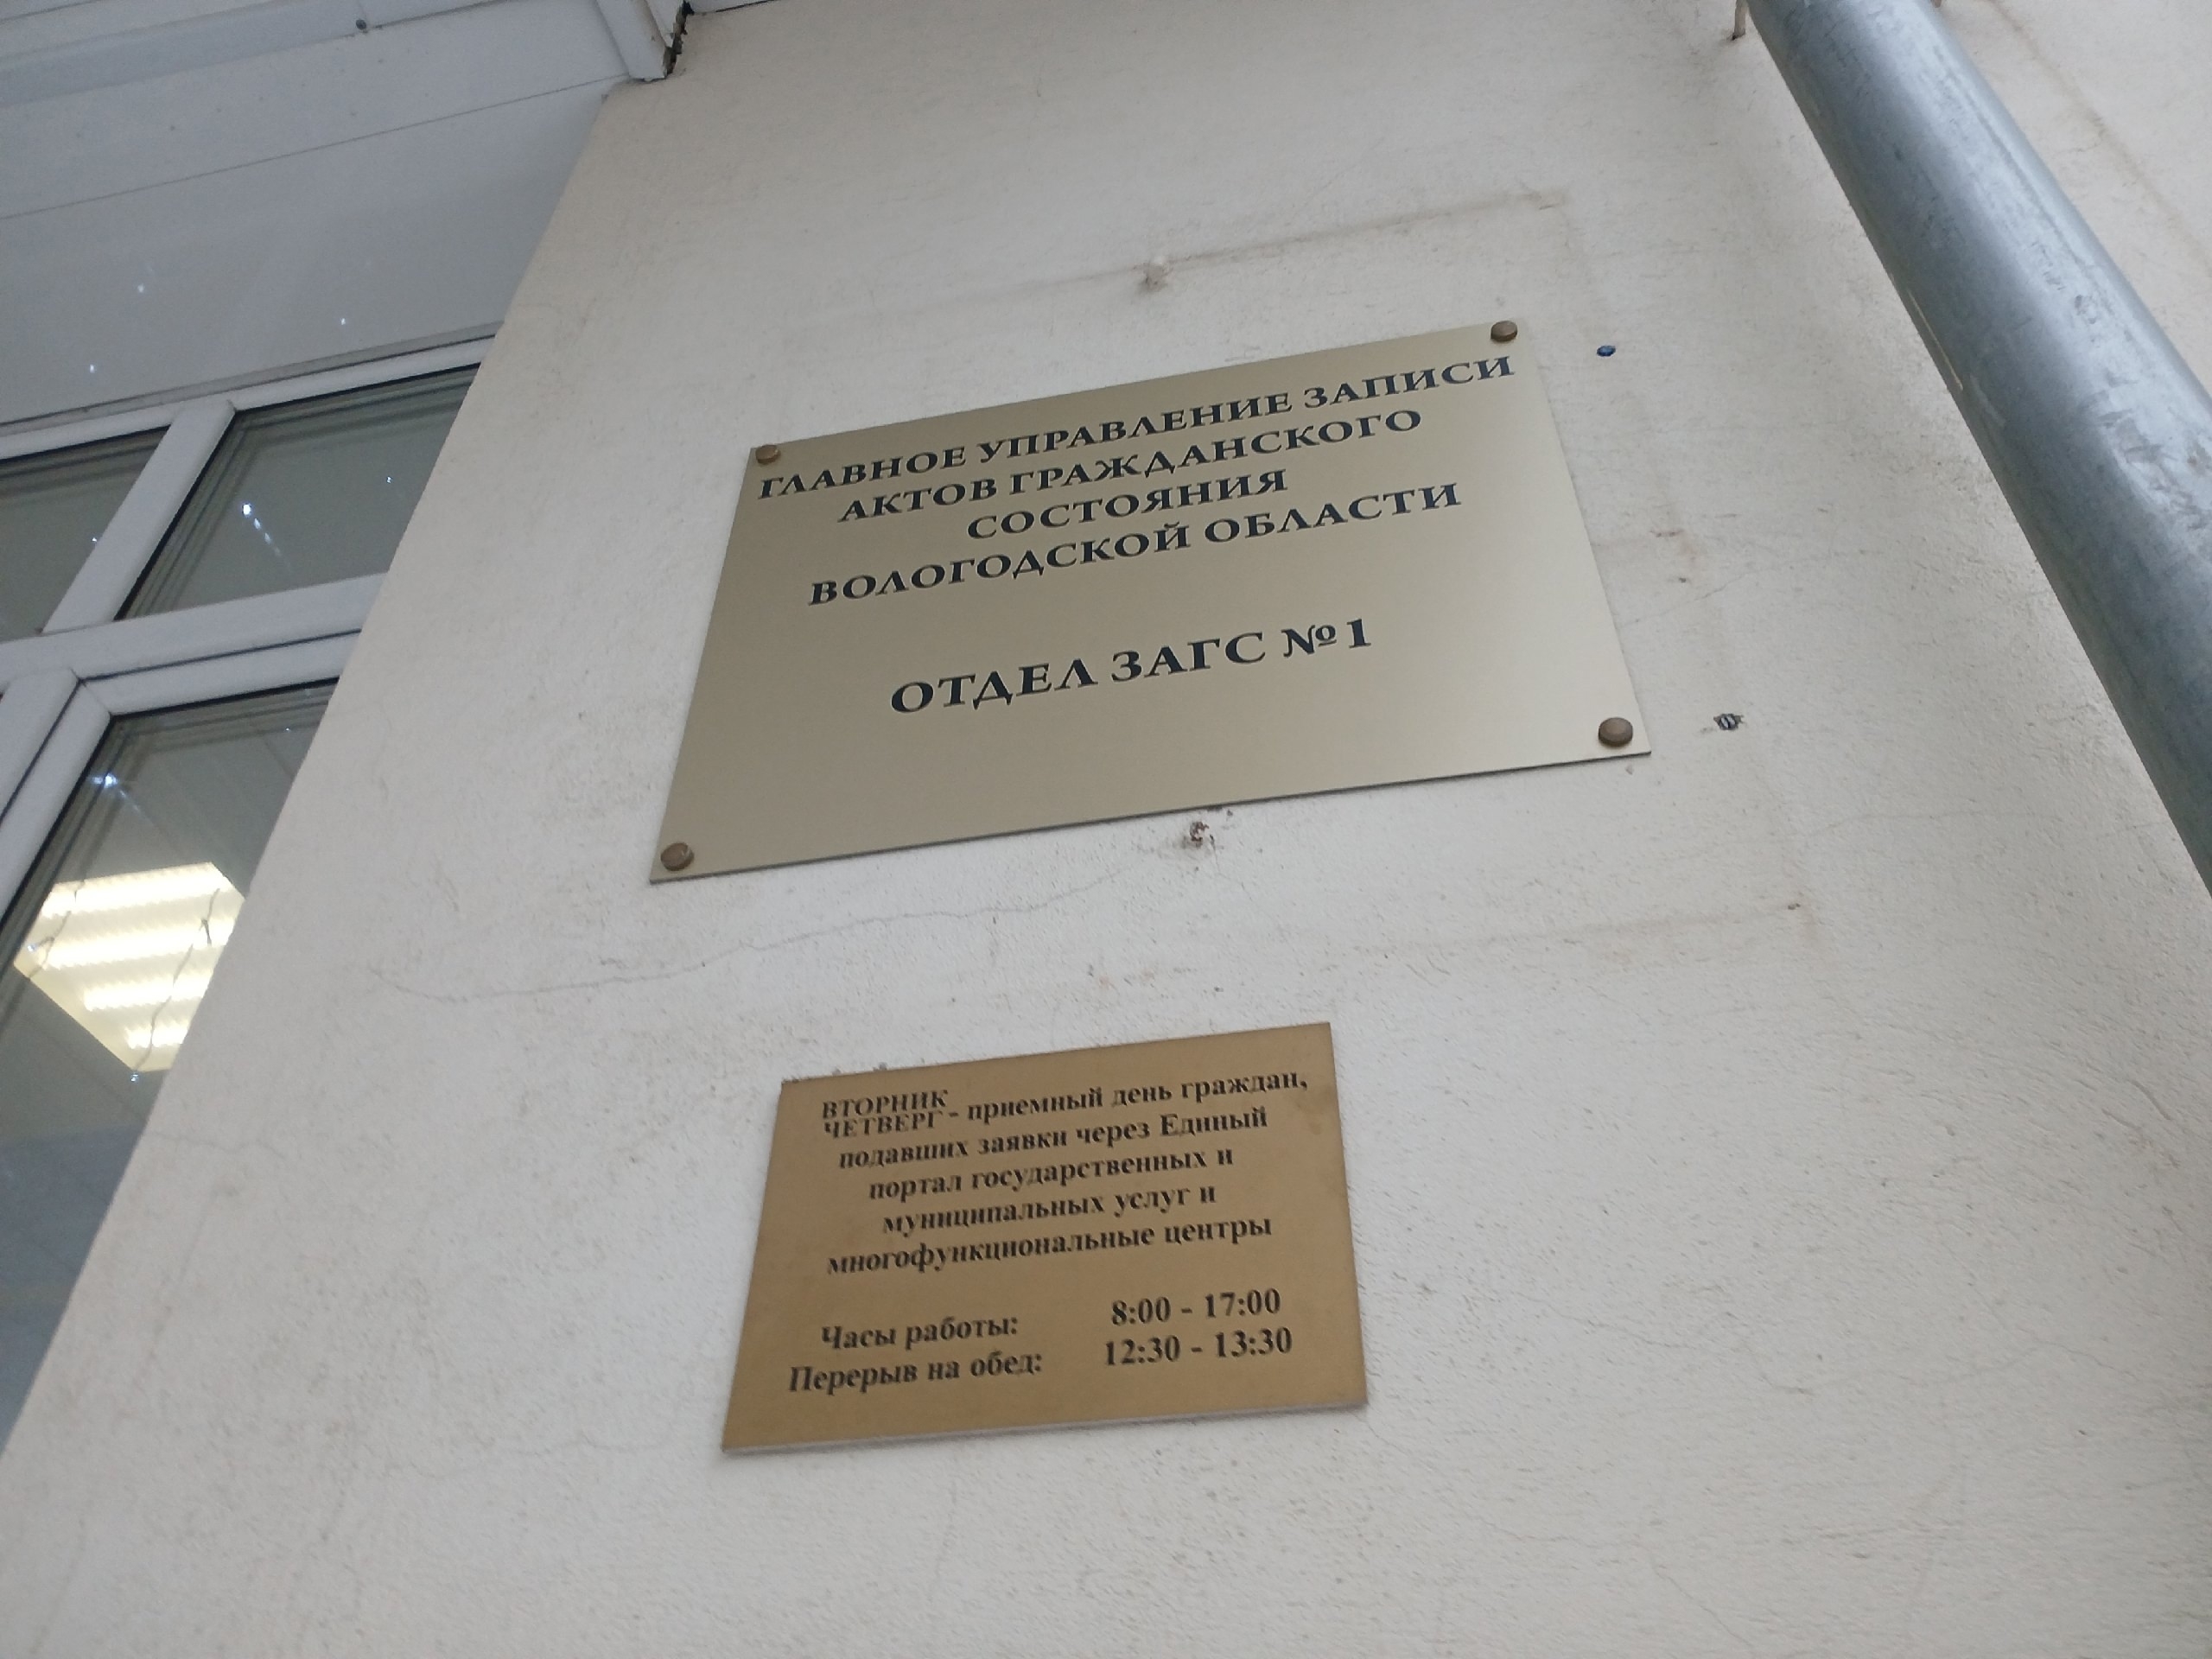 ГЛАВНОЕ УПРАВЛЕНИЕ ЗАПИСИ
АКТОВ ГРАЖДАНСКОГО
СОСТОЯНИЯ
ВОЛОГОДСКОЙ ОБЛАСТИ
ОТДЕЛ ЗАГС №1
ВТОРНИК
ЧЕТВЕРГ - приемный день граждан,
подавших заявки через Единый
портал государственных и
муниципальных услуг и
многофункциональные центры
Часы работы: 8:00 - 17:00
Перерыв на обед: 12:30 - 13:30